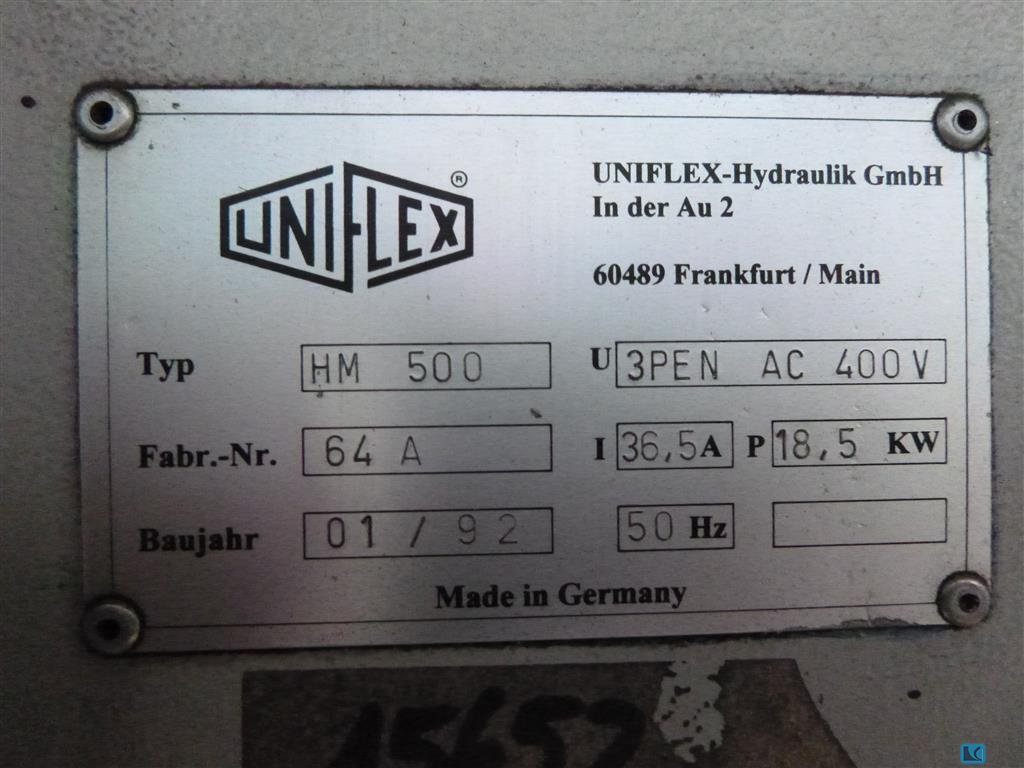 UNIFLEX ®
UNIFLEX-Hydraulik GmbH
In der Au 2
60489 Frankfurt / Main
Typ HM 500 U 3PEN AC 400V
Fabr.-Nr. 64 A I 36,5A P 18,5 KW
Baujahr 01 / 92 50 Hz
Made in Germany
15652